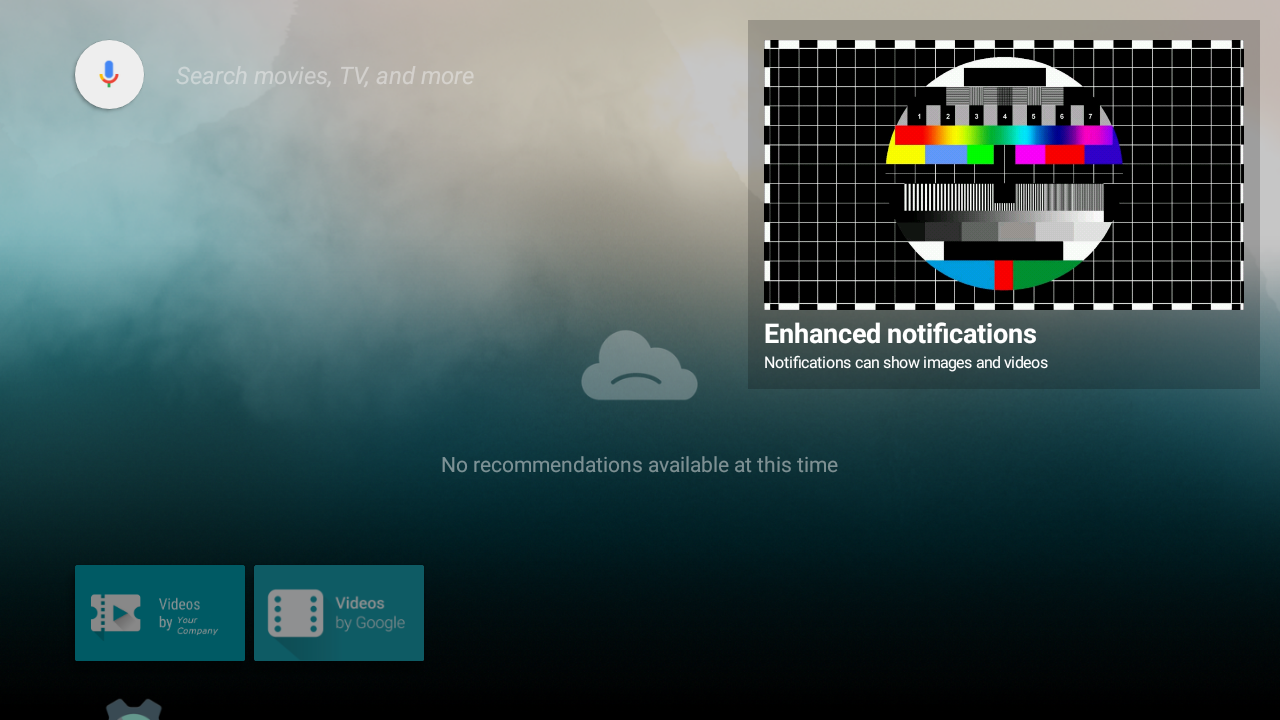 Search movies, TV, and more
1 2 3 4 5 6 7
Enhanced notifications
Notifications can show images and videos
No recommendations available at this time
Videos
by Your
Company
Videos
by Google